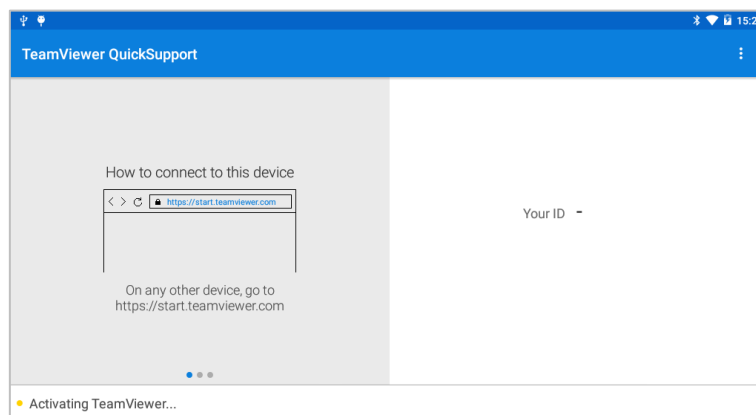 15:2
TeamViewer QuickSupport
How to connect to this device
https://start.teamviewer.com
On any other device, go to
https://start.teamviewer.com
Your ID -
Activating TeamViewer...